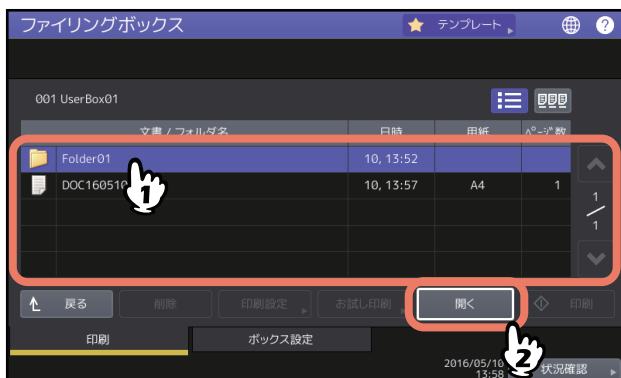 ファイリングボックス
テンプレート
?
001 UserBox01
文書 / フォルダ名 日時 用紙 ページ数
Folder01 10, 13:52
DOC160510 10, 13:57 A4 1
1
1
1
戻る 削除 印刷設定 お試し印刷 開く 印刷
2
印刷 ボックス設定
2016/05/10
13:58
状況確認